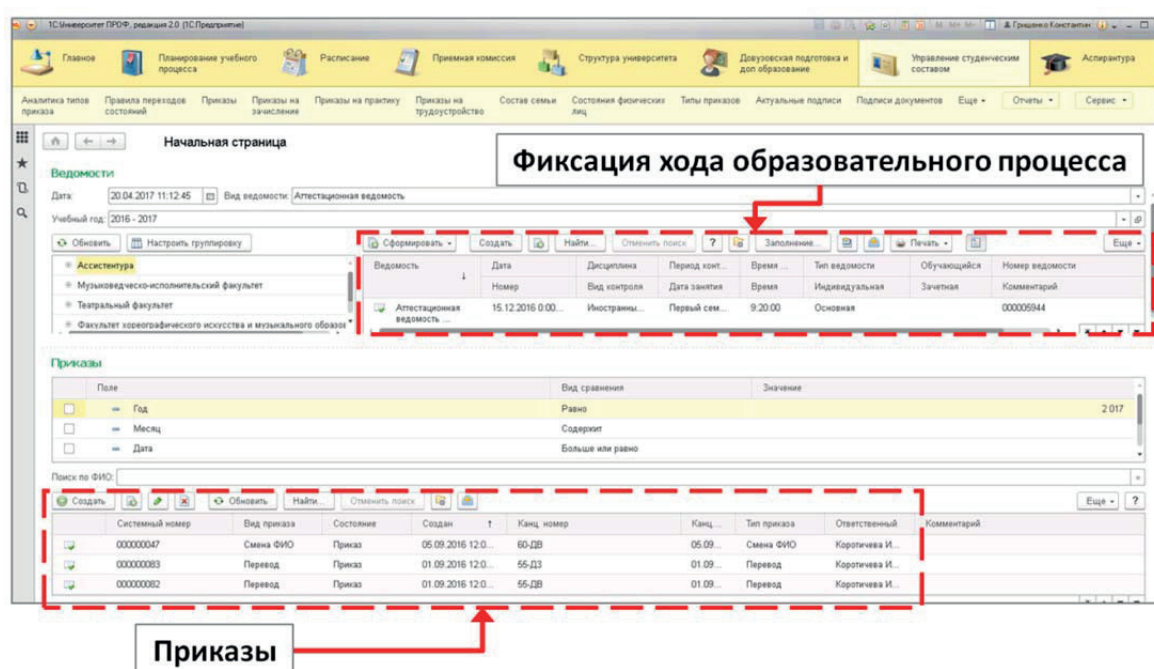 1С:Университет ПРОФ, редакция 2.0 (1С:Предприятие)
M M+ M- Грищенко Константин
Главное
Планирование учебного процесса
Расписание
Приемная комиссия
Структура университета
Довузовская подготовка и доп образование
Управление студенческим составом
Аспирантура
Аналитика типов приказа
Правила переходов состояний
Приказы
Приказы на зачисление
Приказы на практику
Приказы на трудоустройство
Состав семьи
Состояния физических лиц
Типы приказов
Актуальные подписи
Подписи документов
Еще
Отчеты
Сервис
Начальная страница
Фиксация хода образовательного процесса
Ведомости
Дата: 20.04.2017 11:12:45 Вид ведомости: Аттестационная ведомость
Учебный год: 2016 - 2017
Обновить Настроить группировку
Сформировать Создать Найти... Отменить поиск ? Заполнение... Печать Еще
Ассистентура
Музыковедческо-исполнительский факультет
Театральный факультет
Факультет хореографического искусства и музыкального образов
Ведомость Дата Дисциплина Период конт... Время ... Тип ведомости Обучающийся Номер ведомости
Номер Вид контроля Дата занятия Время Индивидуальная Зачетная Комментарий
Аттестационная ведомость ... 15.12.2016 0:00... Иностранны... Первый сем... 9:20:00 Основная 000005944
Приказы
Поле Вид сравнения Значение
Год Равно 2 017
Месяц Содержит
Дата Больше или равно
Поиск по ФИО:
Создать Обновить Найти... Отменить поиск Еще ?
Системный номер Вид приказа Состояние Создан Канц. номер Канц.... Тип приказа Ответственный Комментарий
000000047 Смена ФИО Приказ 05.09.2016 12:0... 60-ДВ 05.09... Смена ФИО Коротичева И...
000000083 Перевод Приказ 01.09.2016 12:0... 55-ДЗ 01.09... Перевод Коротичева И...
000000082 Перевод Приказ 01.09.2016 12:0... 55-ДВ 01.09... Перевод Коротичева И...
Приказы